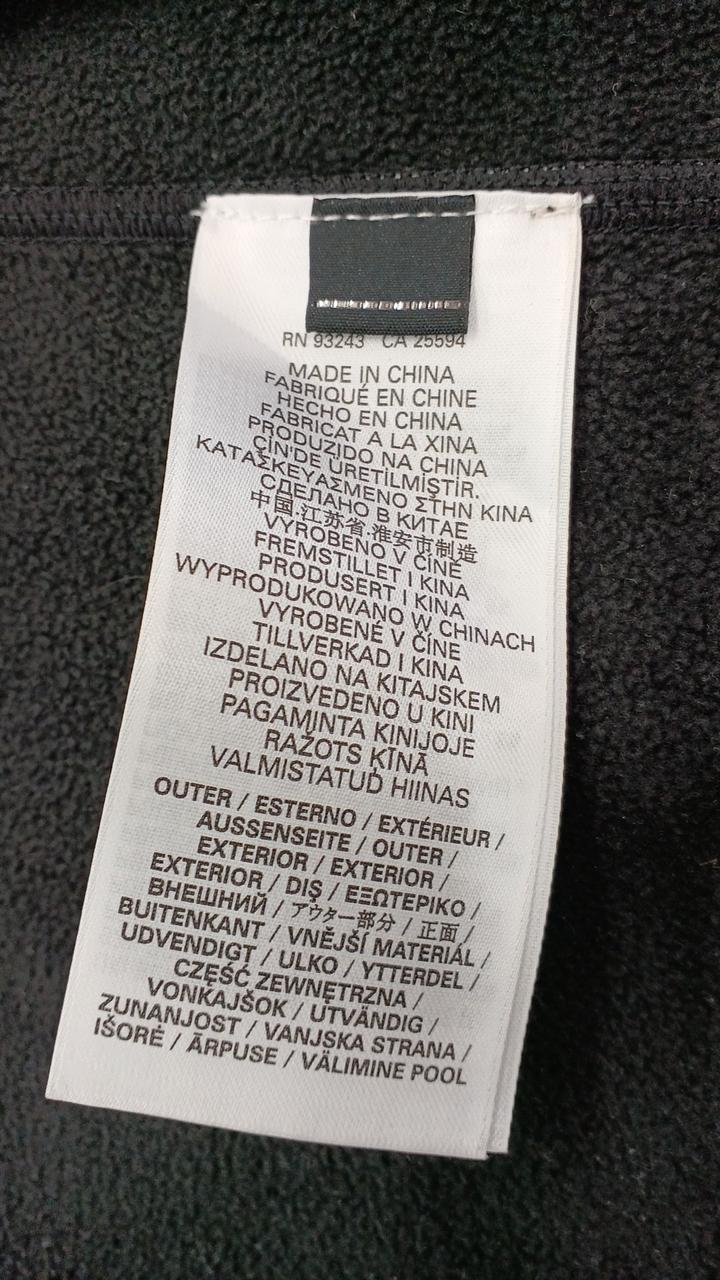 RN 93243 CA 25594
MADE IN CHINA
FABRIQUÉ EN CHINE
HECHO EN CHINA
FABRICAT A LA XINA
PRODUZIDO NA CHINA
ÇİN'DE ÜRETİLMİŞTİR.
ΚΑΤΑΣΚΕΥΑΣΜΕΝΟ ΣΤΗΝ ΚΙΝΑ
СДЕЛАНО В КИТАЕ
中国.江苏省.淮安市制造
VYROBENO V ČÍNĚ
FREMSTILLET I KINA
PRODUSERT I KINA
WYPRODUKOWANO W CHINACH
VYROBENÉ V ČÍNE
TILLVERKAD I KINA
IZDELANO NA KITAJSKEM
PROIZVEDENO U KINI
PAGAMINTA KINIJOJE
RAŽOTS ĶĪNĀ
VALMISTATUD HIINAS
OUTER / ESTERNO / EXTÉRIEUR /
AUSSENSEITE / OUTER /
EXTERIOR / EXTERIOR /
EXTERIOR / DIŞ / ΕΞΩΤΕΡΙΚΟ /
ВНЕШНИЙ / アウター部分 / 正面 /
BUITENKANT / VNĚJŠÍ MATERIÁL /
UDVENDIGT / ULKO / YTTERDEL /
CZĘŚĆ ZEWNĘTRZNA /
VONKAJŠOK / UTVÄNDIG /
ZUNANJOST / VANJSKA STRANA /
IŠORĖ / ĀRPUSE / VÄLIMINE POOL